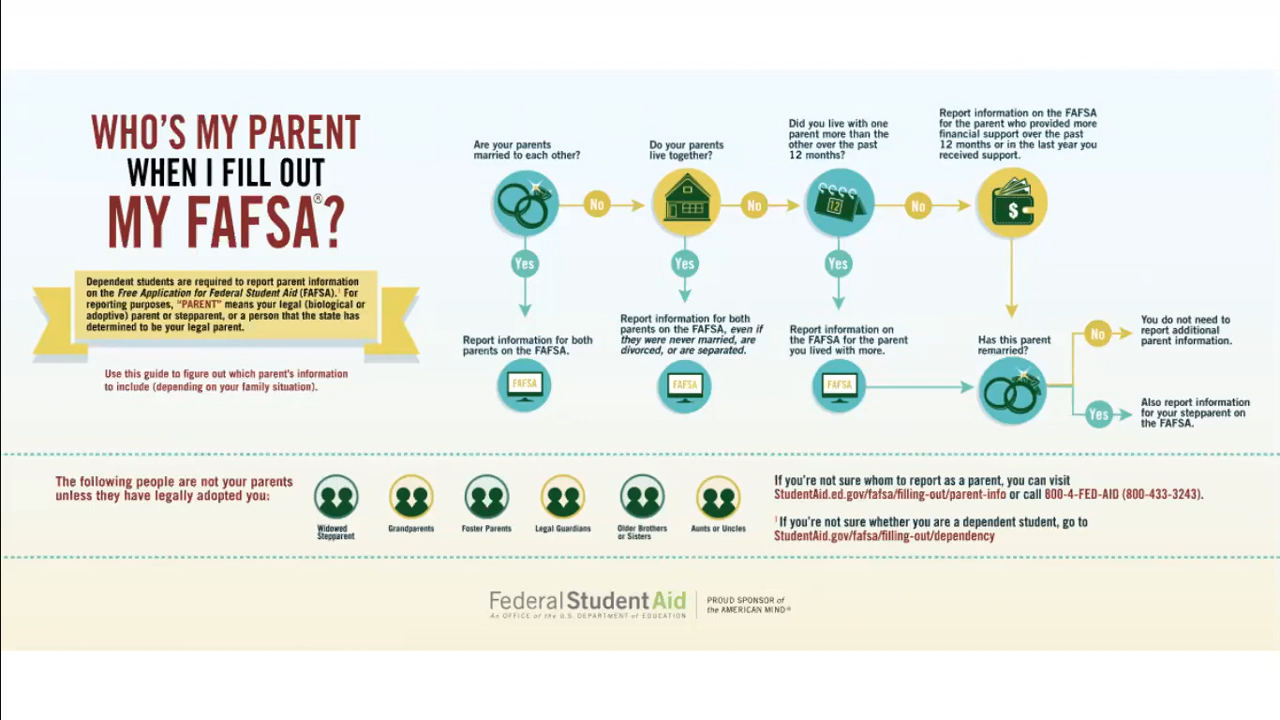 WHO'S MY PARENT
WHEN I FILL OUT
MY FAFSA®?
Dependent students are required to report parent information
on the Free Application for Federal Student Aid (FAFSA).¹ For
reporting purposes, "PARENT" means your legal (biological or
adoptive) parent or stepparent, or a person that the state has
determined to be your legal parent.
Use this guide to figure out which parent's information
to include (depending on your family situation).
Are your parents
married to each other?
No
Do your parents
live together?
No
Did you live with one
parent more than the
other over the past
12 months?
12
No
Report information on the FAFSA
for the parent who provided more
financial support over the past
12 months or in the last year you
received support.
$
Yes
Yes
Yes
Report information for both
parents on the FAFSA.
FAFSA
Report information for both
parents on the FAFSA, even if
they were never married, are
divorced, or are separated.
FAFSA
Report information on
the FAFSA for the parent
you lived with more.
FAFSA
Has this parent
remarried?
No
You do not need to
report additional
parent information.
Yes
Also report information
for your stepparent on
the FAFSA.
The following people are not your parents
unless they have legally adopted you:
Widowed
Stepparent
Grandparents
Foster Parents
Legal Guardians
Older Brothers
or Sisters
Aunts or Uncles
If you're not sure whom to report as a parent, you can visit
StudentAid.ed.gov/fafsa/filling-out/parent-info or call 800-4-FED-AID (800-433-3243).
¹ If you're not sure whether you are a dependent student, go to
StudentAid.gov/fafsa/filling-out/dependency
Federal Student Aid
An OFFICE of the U.S. DEPARTMENT of EDUCATION
PROUD SPONSOR of
the AMERICAN MIND®